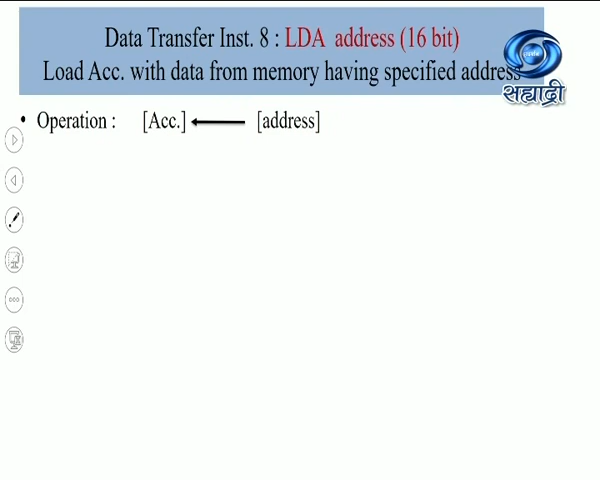 Data Transfer Inst. 8 : LDA address (16 bit)
Load Acc. with data from memory having specified address
सह्याद्री
• Operation : [Acc.] ← [address]